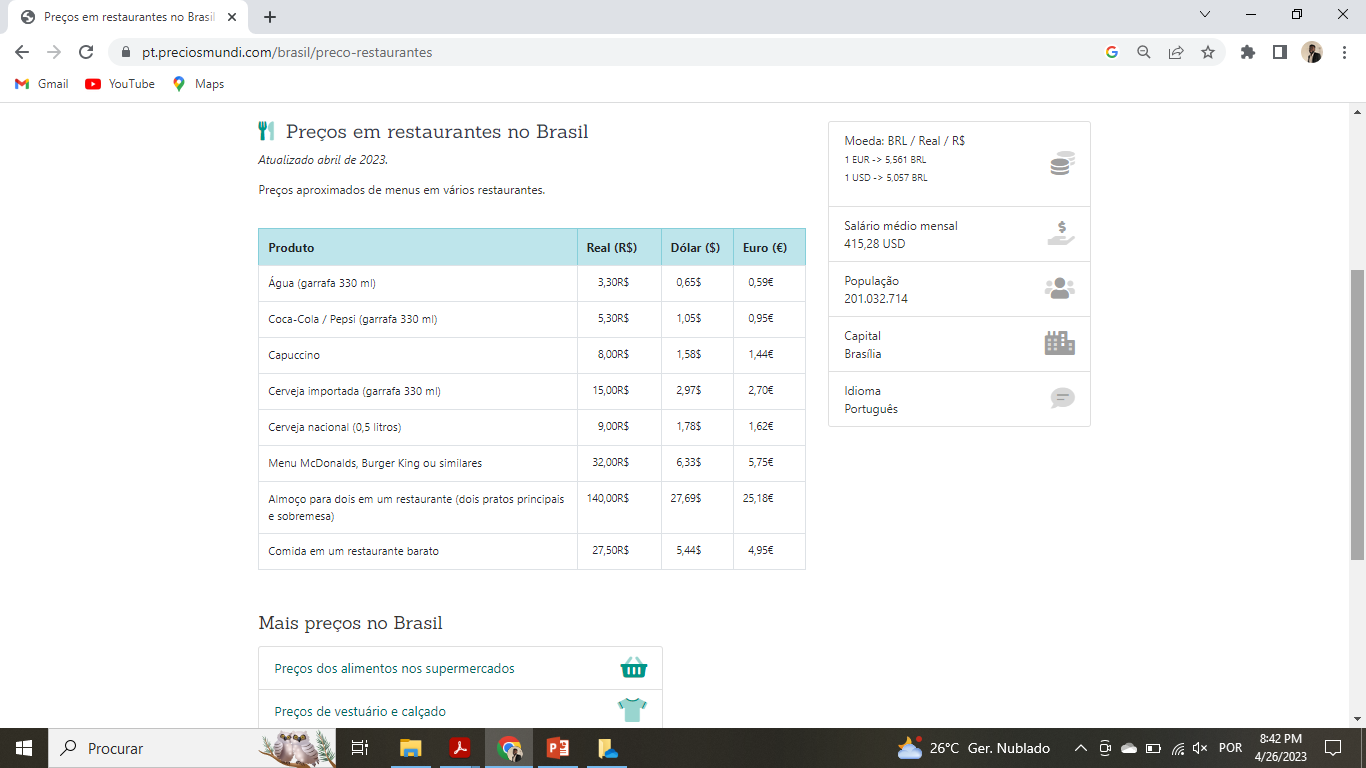 Preços em restaurantes no Brasil
pt.preciosmundi.com/brasil/preco-restaurantes
Gmail YouTube Maps
Preços em restaurantes no Brasil
Atualizado abril de 2023.
Preços aproximados de menus em vários restaurantes.
Produto Real (R$) Dólar ($) Euro (€)
Água (garrafa 330 ml) 3,30R$ 0,65$ 0,59€
Coca-Cola / Pepsi (garrafa 330 ml) 5,30R$ 1,05$ 0,95€
Capuccino 8,00R$ 1,58$ 1,44€
Cerveja importada (garrafa 330 ml) 15,00R$ 2,97$ 2,70€
Cerveja nacional (0,5 litros) 9,00R$ 1,78$ 1,62€
Menu McDonalds, Burger King ou similares 32,00R$ 6,33$ 5,75€
Almoço para dois em um restaurante (dois pratos principais 140,00R$ 27,69$ 25,18€
e sobremesa)
Comida em um restaurante barato 27,50R$ 5,44$ 4,95€
Moeda: BRL / Real / R$
1 EUR -> 5,561 BRL
1 USD -> 5,057 BRL
Salário médio mensal
415,28 USD
População
201.032.714
Capital
Brasília
Idioma
Português
Mais preços no Brasil
Preços dos alimentos nos supermercados
Preços de vestuário e calçado
Procurar
26°C Ger. Nublado
POR
8:42 PM
4/26/2023